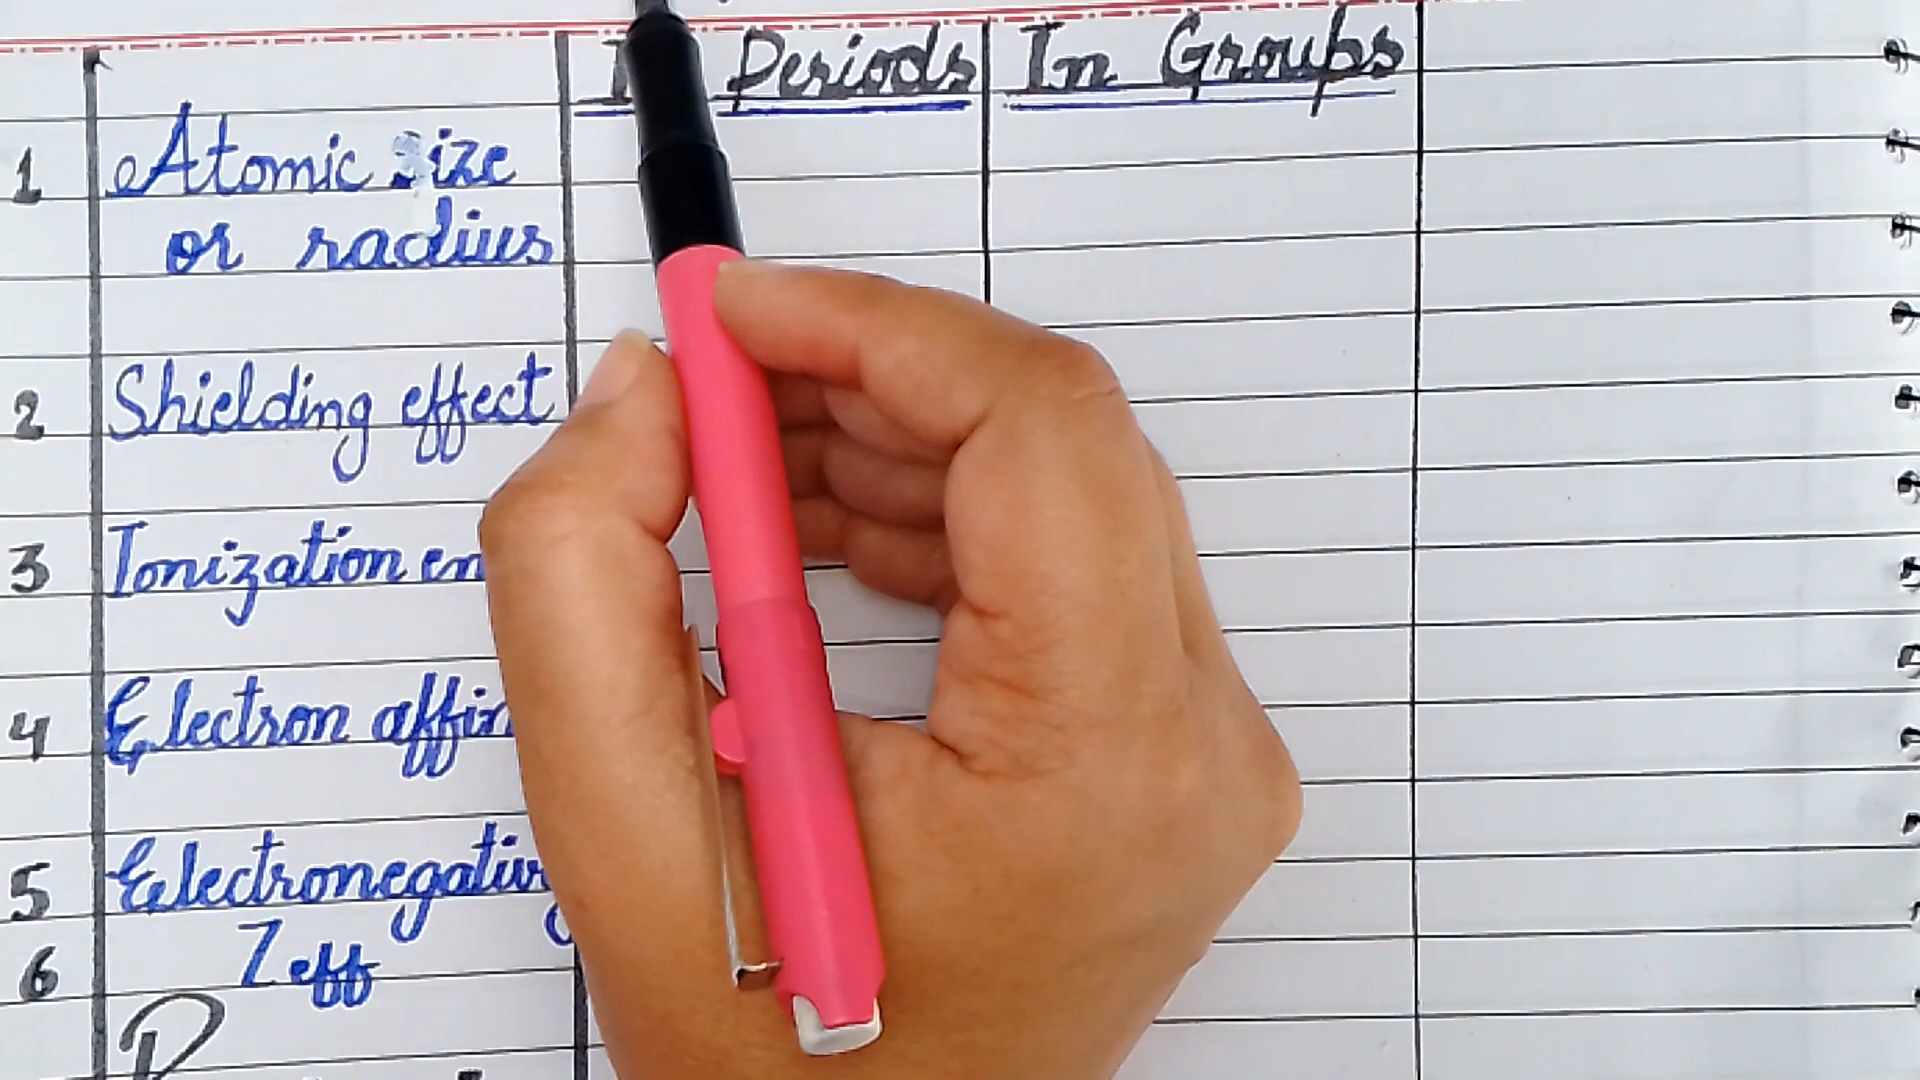 Periods In Groups
1 Atomic size
or radius
2 Shielding effect
3 Ionization
4 Electron
5
6 Zeff